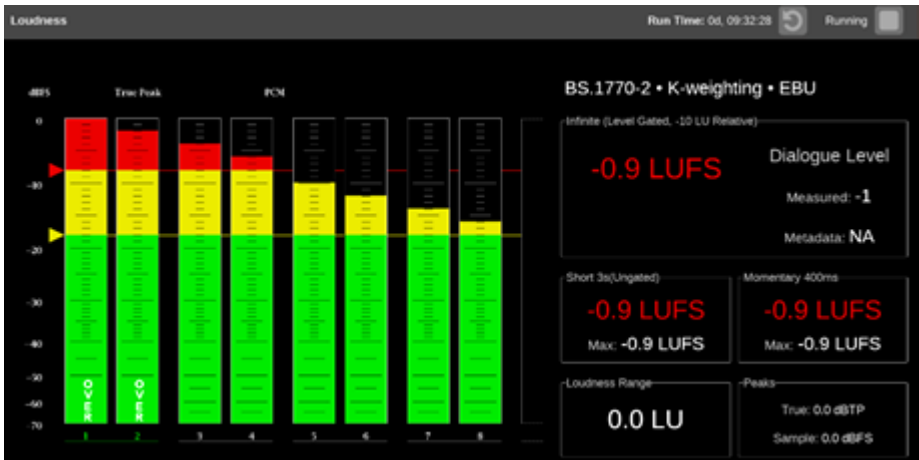 Loudness
Run Time: 0d, 09:32:28
Running
dBFS
True Peak
PCM
0
-10
-20
-30
-40
-50
-60
-70
OVER
OVER
1
2
3
4
5
6
7
8
BS.1770-2 • K-weighting • EBU
Infinite (Level Gated, -10 LU Relative)
-0.9 LUFS
Dialogue Level
Measured: -1
Metadata: NA
Short 3s(Ungated)
-0.9 LUFS
Max: -0.9 LUFS
Momentary 400ms
-0.9 LUFS
Max: -0.9 LUFS
Loudness Range
0.0 LU
Peaks
True: 0.0 dBTP
Sample: 0.0 dBFS